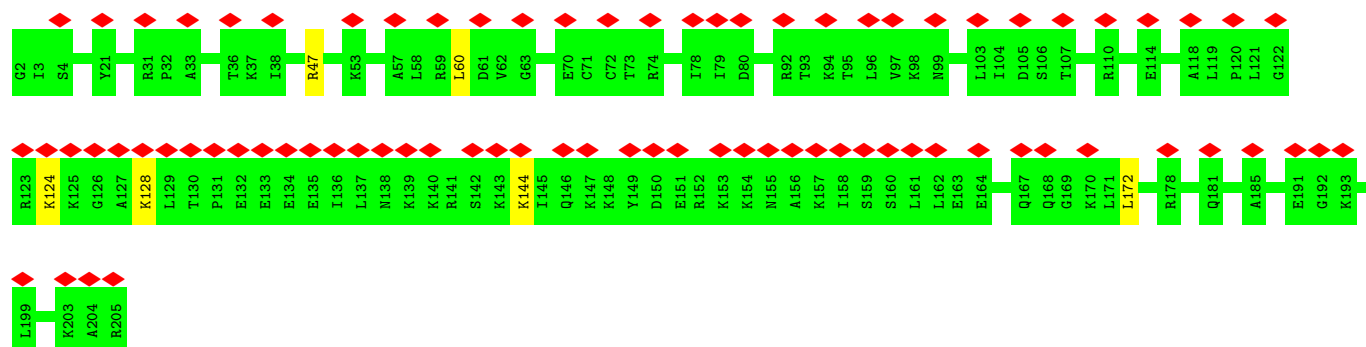 G2 I3 S4 Y21 R31 P32 A33 T36 K37 I38 R47 K53 A57 L58 R59 L60 D61 V62 G63 E70 C71 C72 T73 R74 I78 I79 D80 R92 T93 K94 T95 L96 V97 K98 N99 L103 I104 D105 S106 T107 R110 E114 A118 L119 P120 L121 G122
R123 K124 K125 G126 A127 K128 L129 T130 P131 E132 E133 E134 E135 I136 L137 N138 K139 K140 R141 S142 K143 K144 I145 Q146 K147 K148 Y149 D150 E151 R152 K153 K154 N155 A156 K157 I158 S159 S160 L161 L162 E163 E164 Q167 Q168 G169 K170 L171 L172 R178 Q181 A185 E191 G192 K193
L199 K203 A204 R205